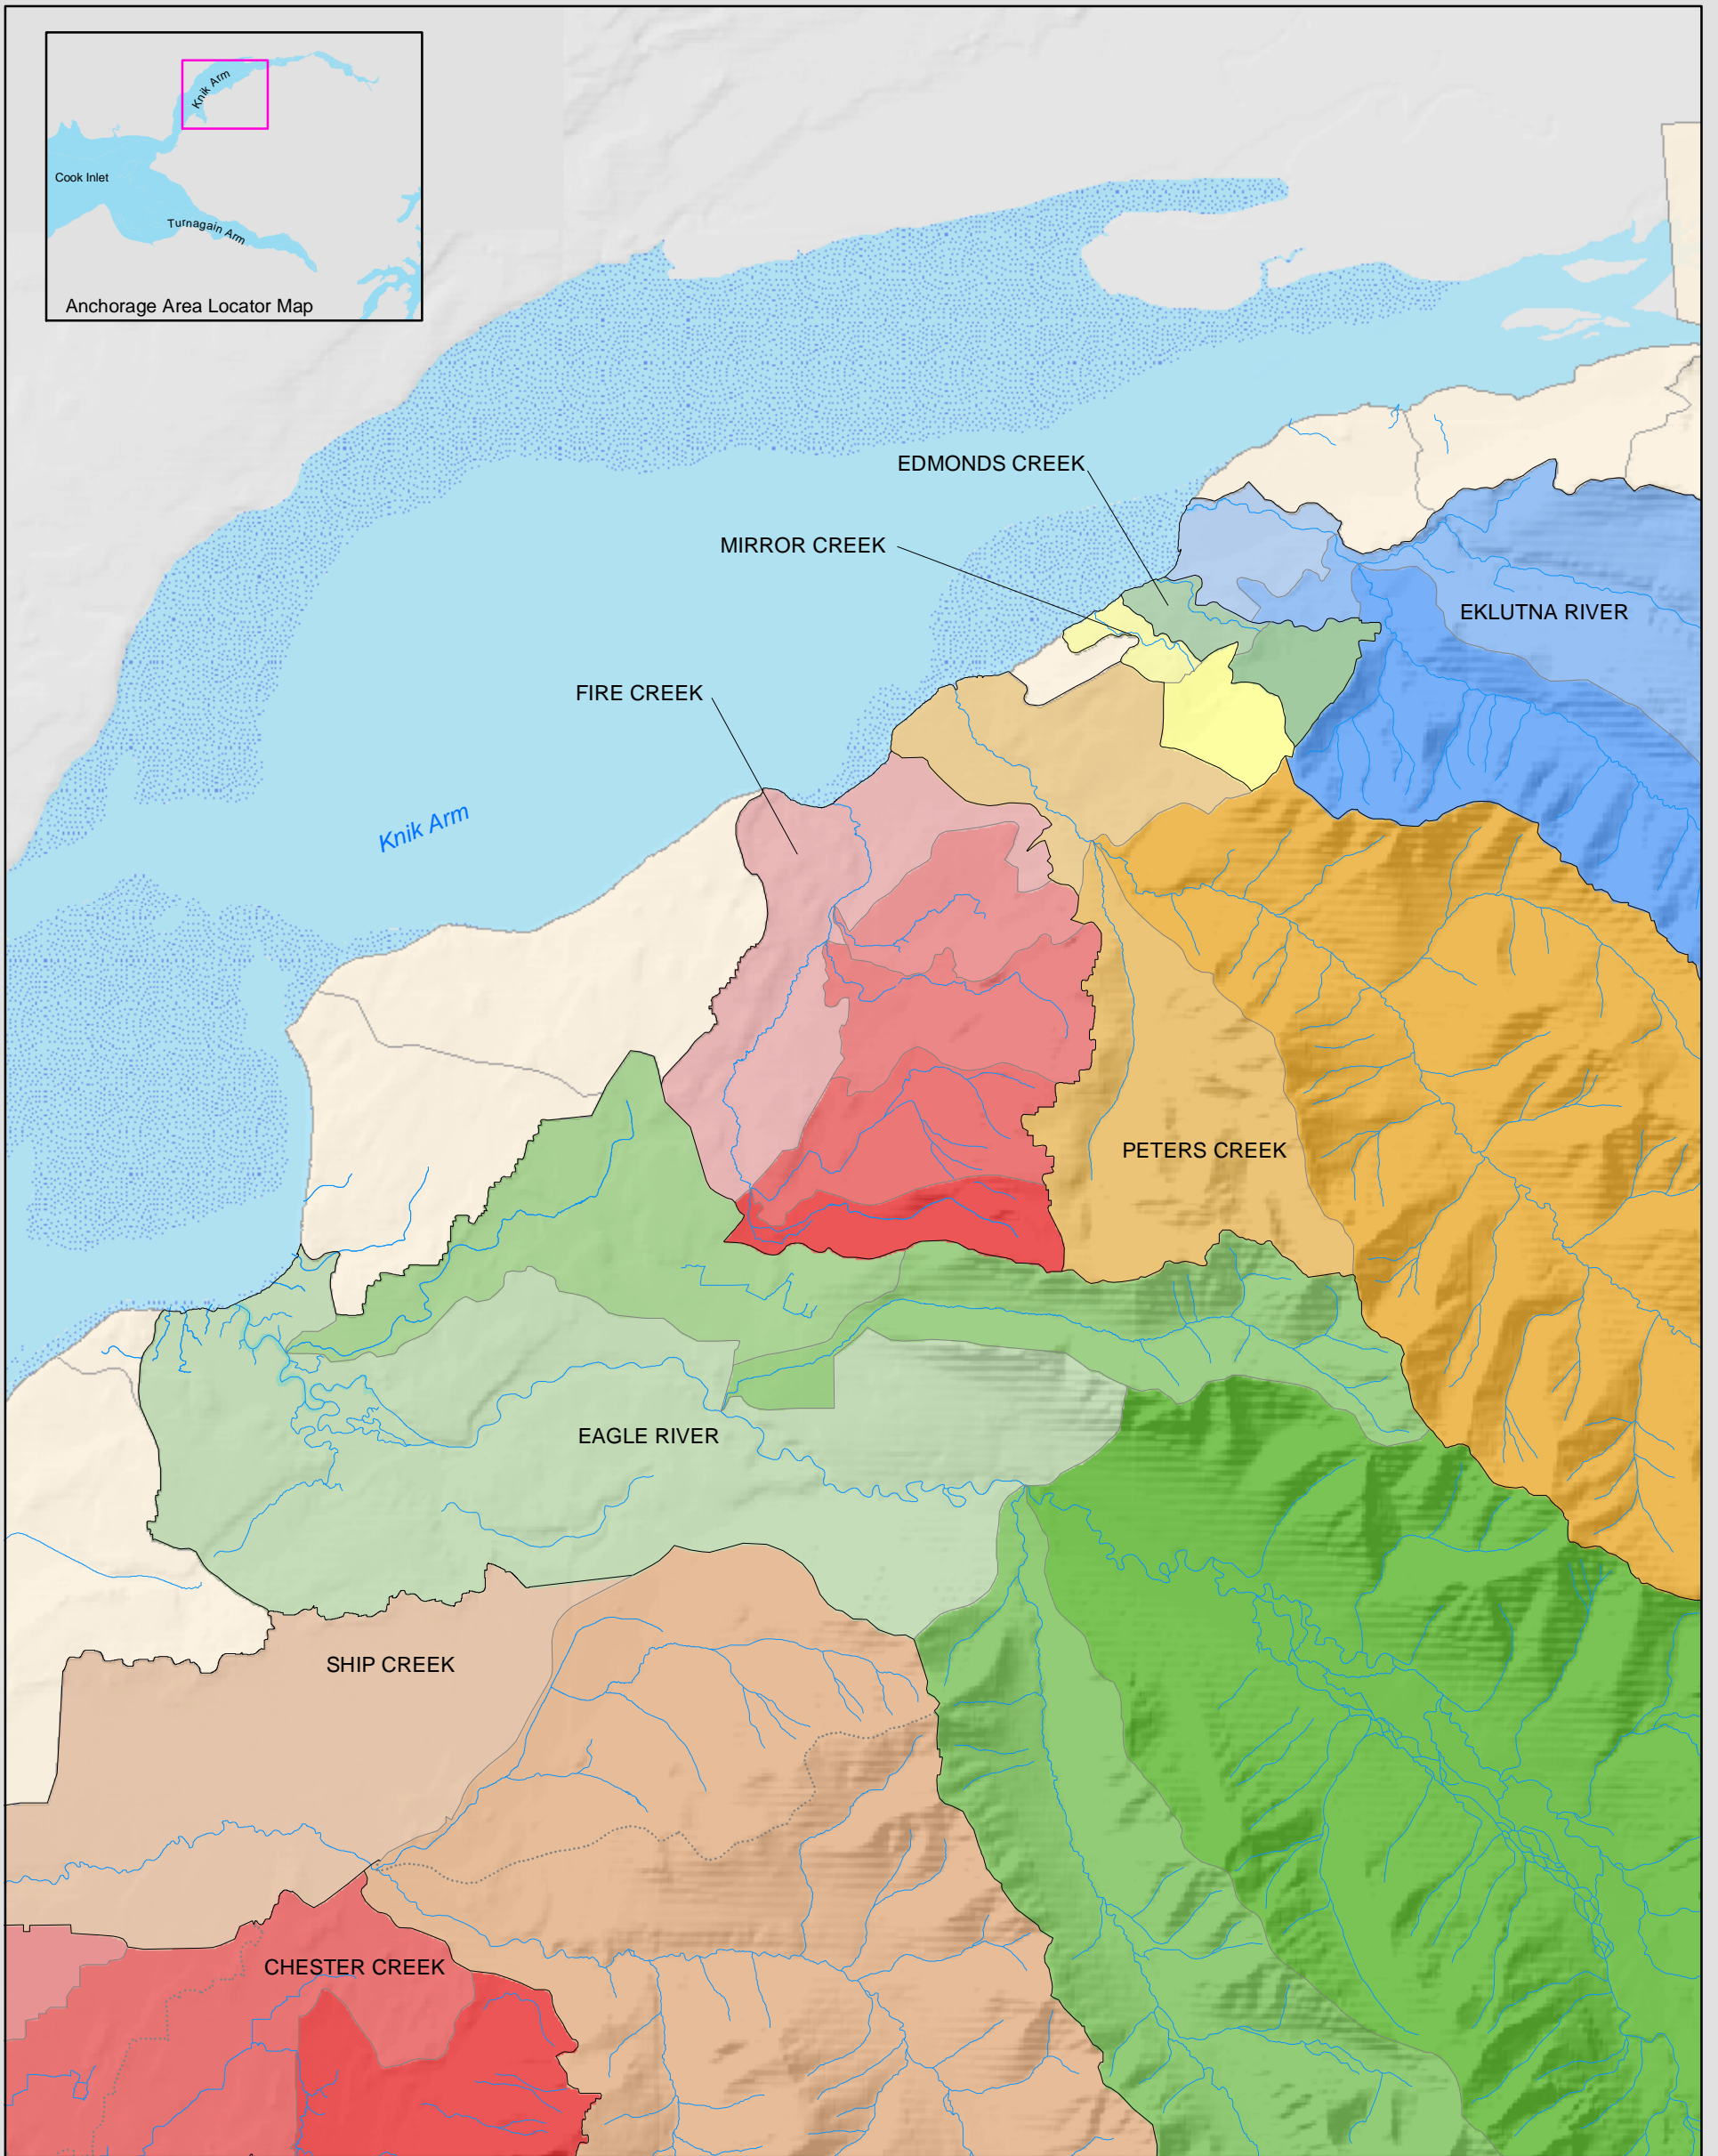 Knik Arm
Cook Inlet
Turnagain Arm
Anchorage Area Locator Map
EDMONDS CREEK
MIRROR CREEK
EKLUTNA RIVER
FIRE CREEK
Knik Arm
PETERS CREEK
EAGLE RIVER
SHIP CREEK
CHESTER CREEK